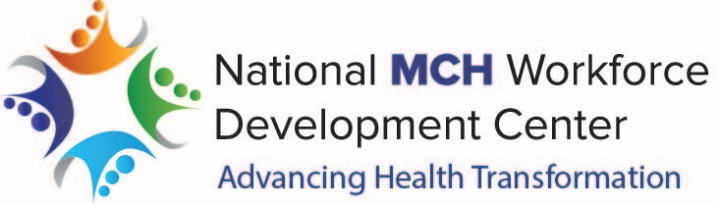 National MCH Workforce
Development Center
Advancing Health Transformation